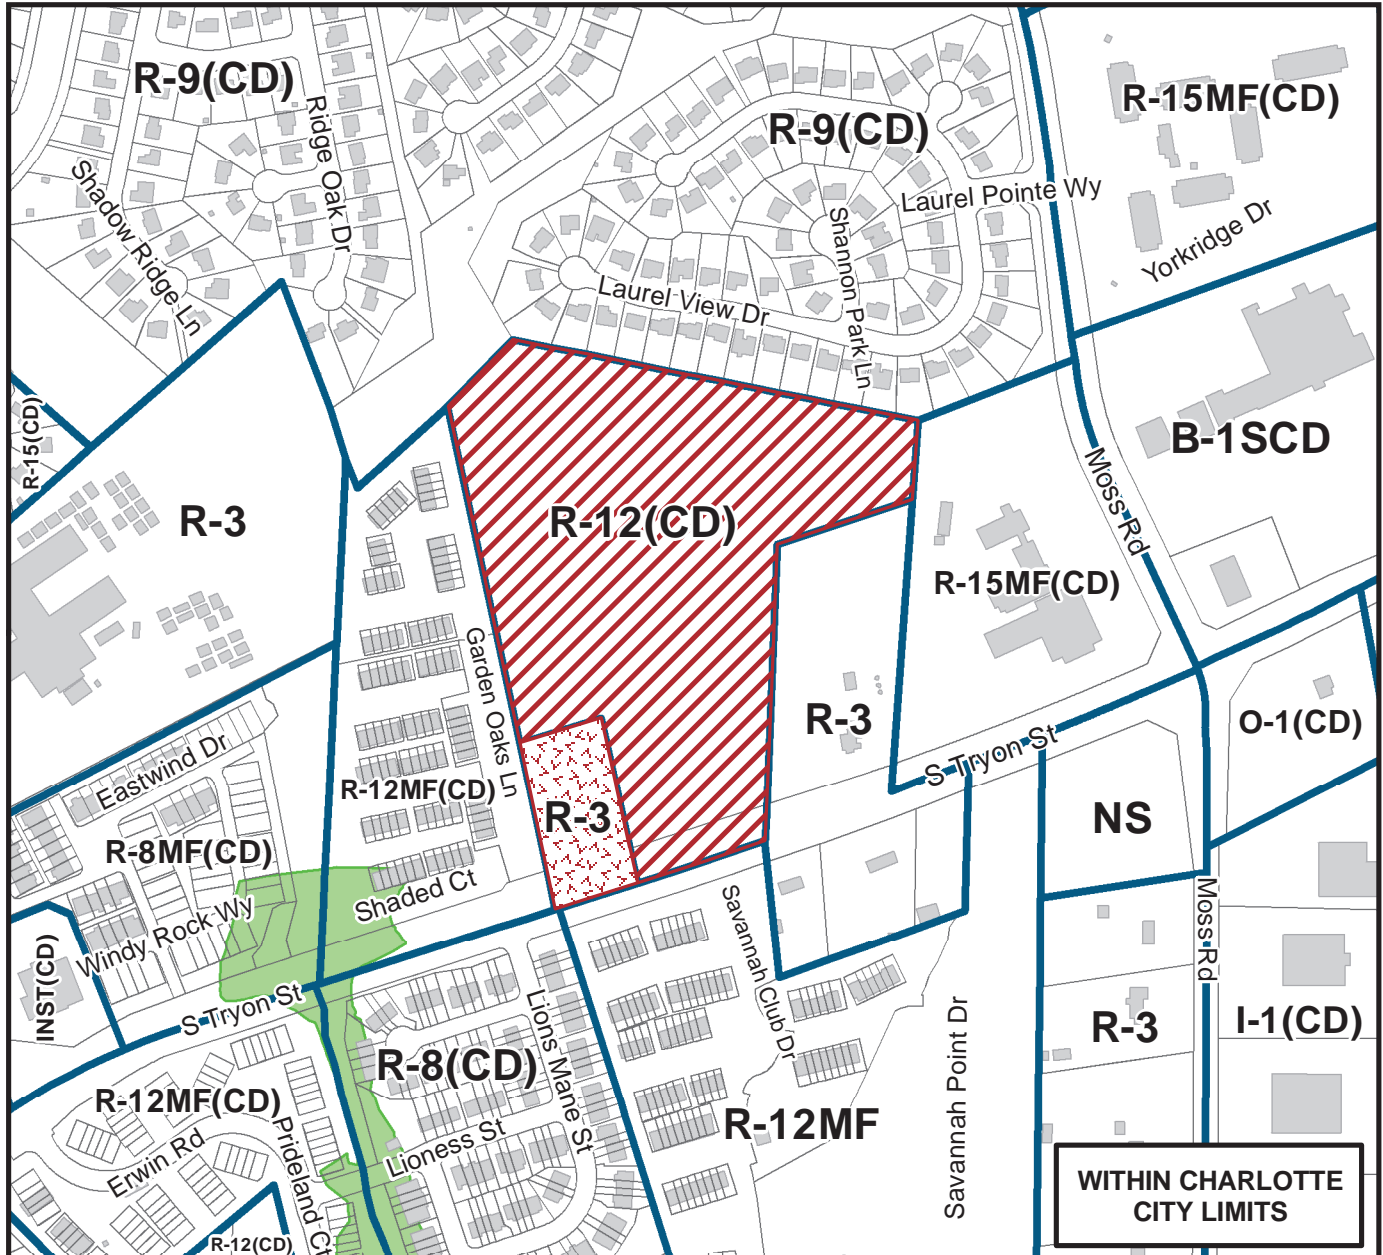 R-9(CD)
Ridge Oak Dr
Shadow Ridge Ln
R-9(CD)
R-15MF(CD)
Laurel Pointe Wy
Yorkridge Dr
Shannon Park Ln
Laurel View Dr
R-15(CD)
R-3
R-12(CD)
B-1SCD
Moss Rd
R-15MF(CD)
Garden Oaks Ln
R-3
O-1(CD)
S Tryon St
Eastwind Dr
R-12MF(CD)
R-3
NS
R-8MF(CD)
Shaded Ct
Windy Rock Wy
Savannah Club Dr
Moss Rd
INST(CD)
S Tryon St
Lions Mane St
Savannah Point Dr
R-3
I-1(CD)
R-8(CD)
R-12MF(CD)
R-12MF
Erwin Rd
Prideland Ct
Lioness St
R-12(CD)
WITHIN CHARLOTTE
CITY LIMITS